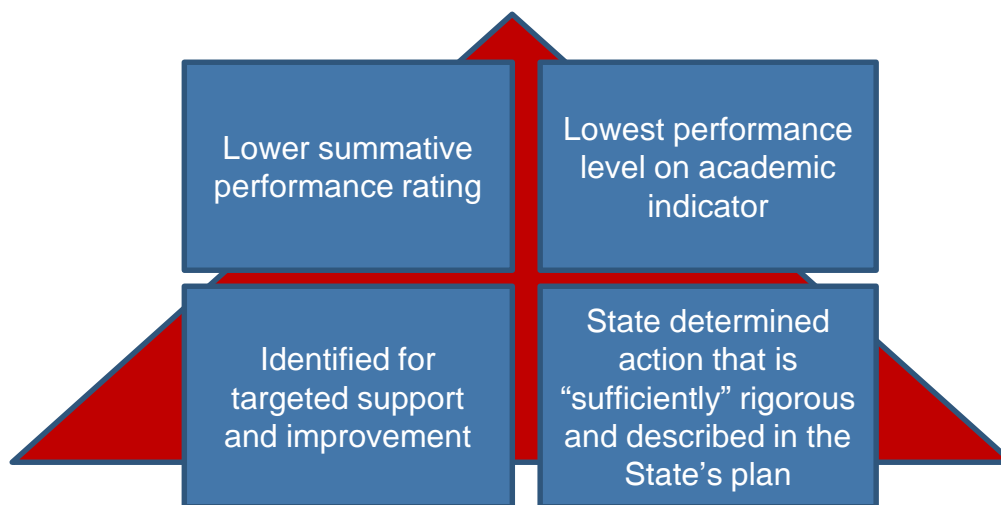 Lower summative
performance rating
Lowest performance
level on academic
indicator
Identified for
targeted support
and improvement
State determined
action that is
“sufficiently” rigorous
and described in the
State’s plan